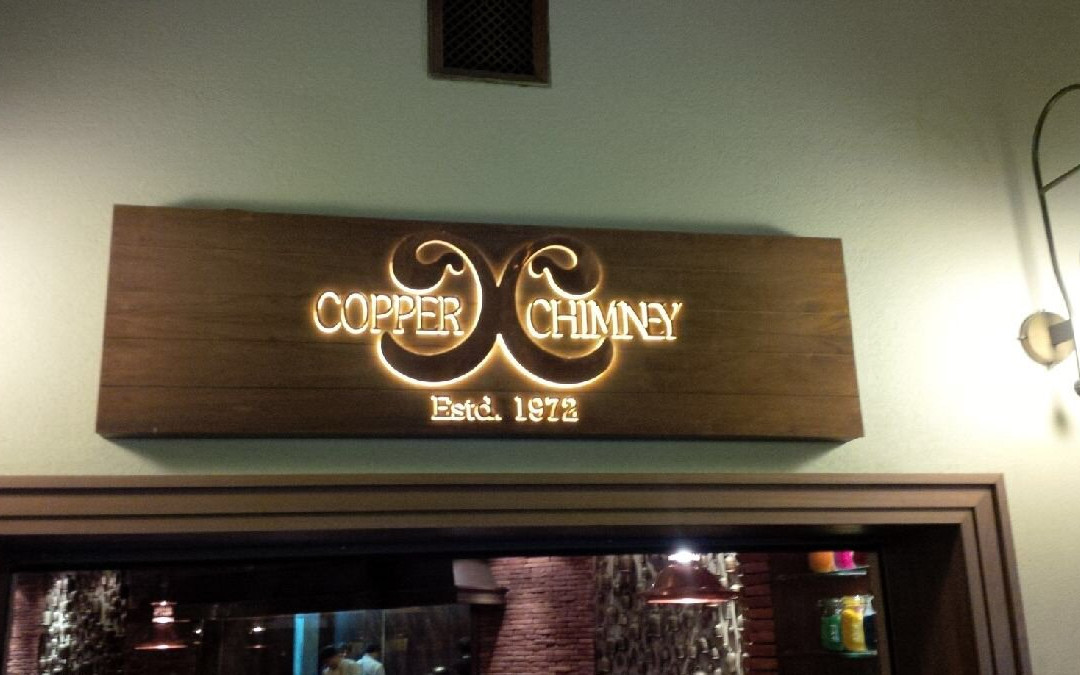 COPPER CHIMNEY
Estd. 1972